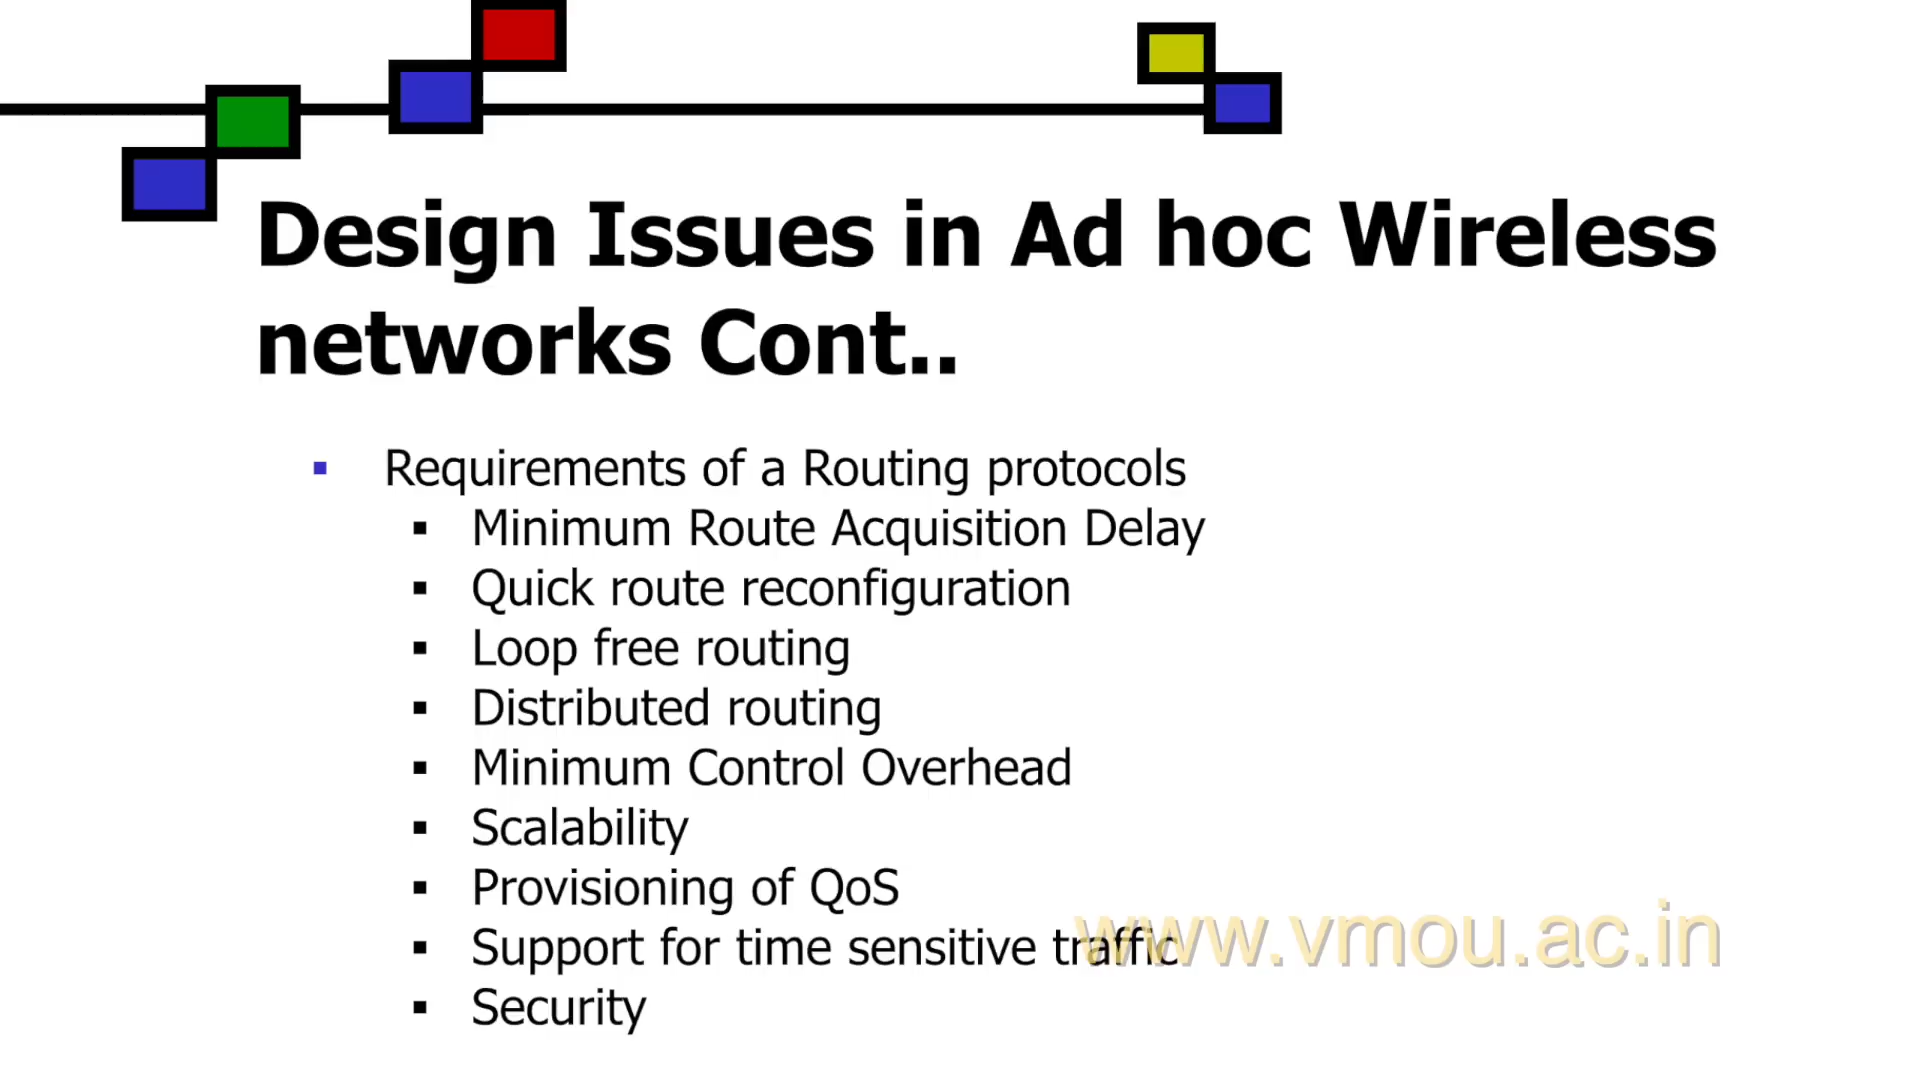 Design Issues in Ad hoc Wireless
networks Cont..
Requirements of a Routing protocols
Minimum Route Acquisition Delay
Quick route reconfiguration
Loop free routing
Distributed routing
Minimum Control Overhead
Scalability
Provisioning of QoS
Support for time sensitive traffic
www.vmou.ac.in
Security